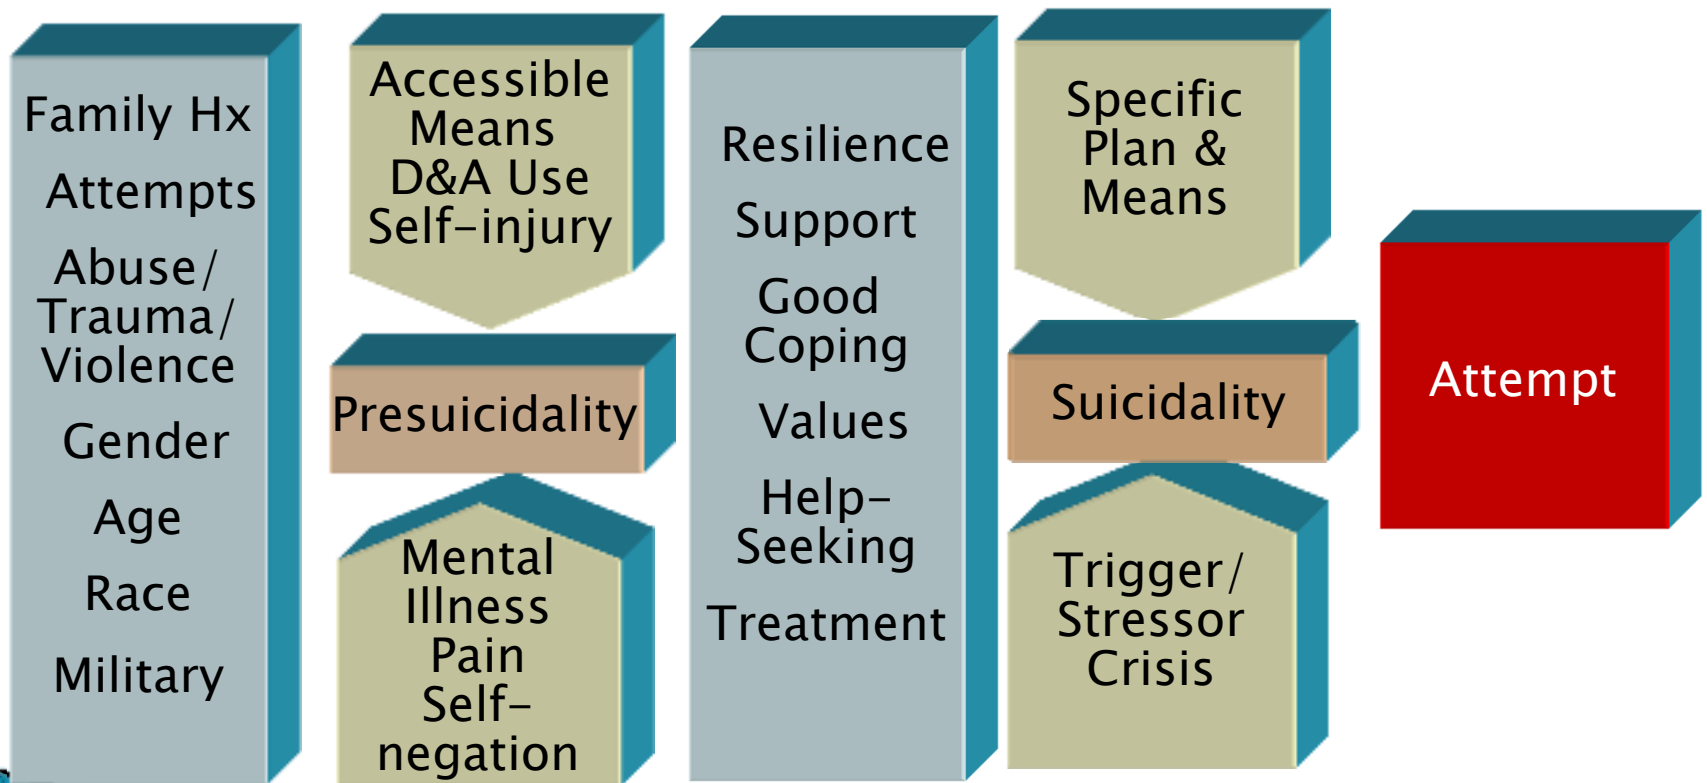 Family Hx
Attempts
Abuse/
Trauma/
Violence
Gender
Age
Race
Military
Accessible
Means
D&A Use
Self-injury
Presuicidality
Mental
Illness
Pain
Self-
negation
Resilience
Support
Good
Coping
Values
Help-
Seeking
Treatment
Specific
Plan &
Means
Suicidality
Trigger/
Stressor
Crisis
Attempt